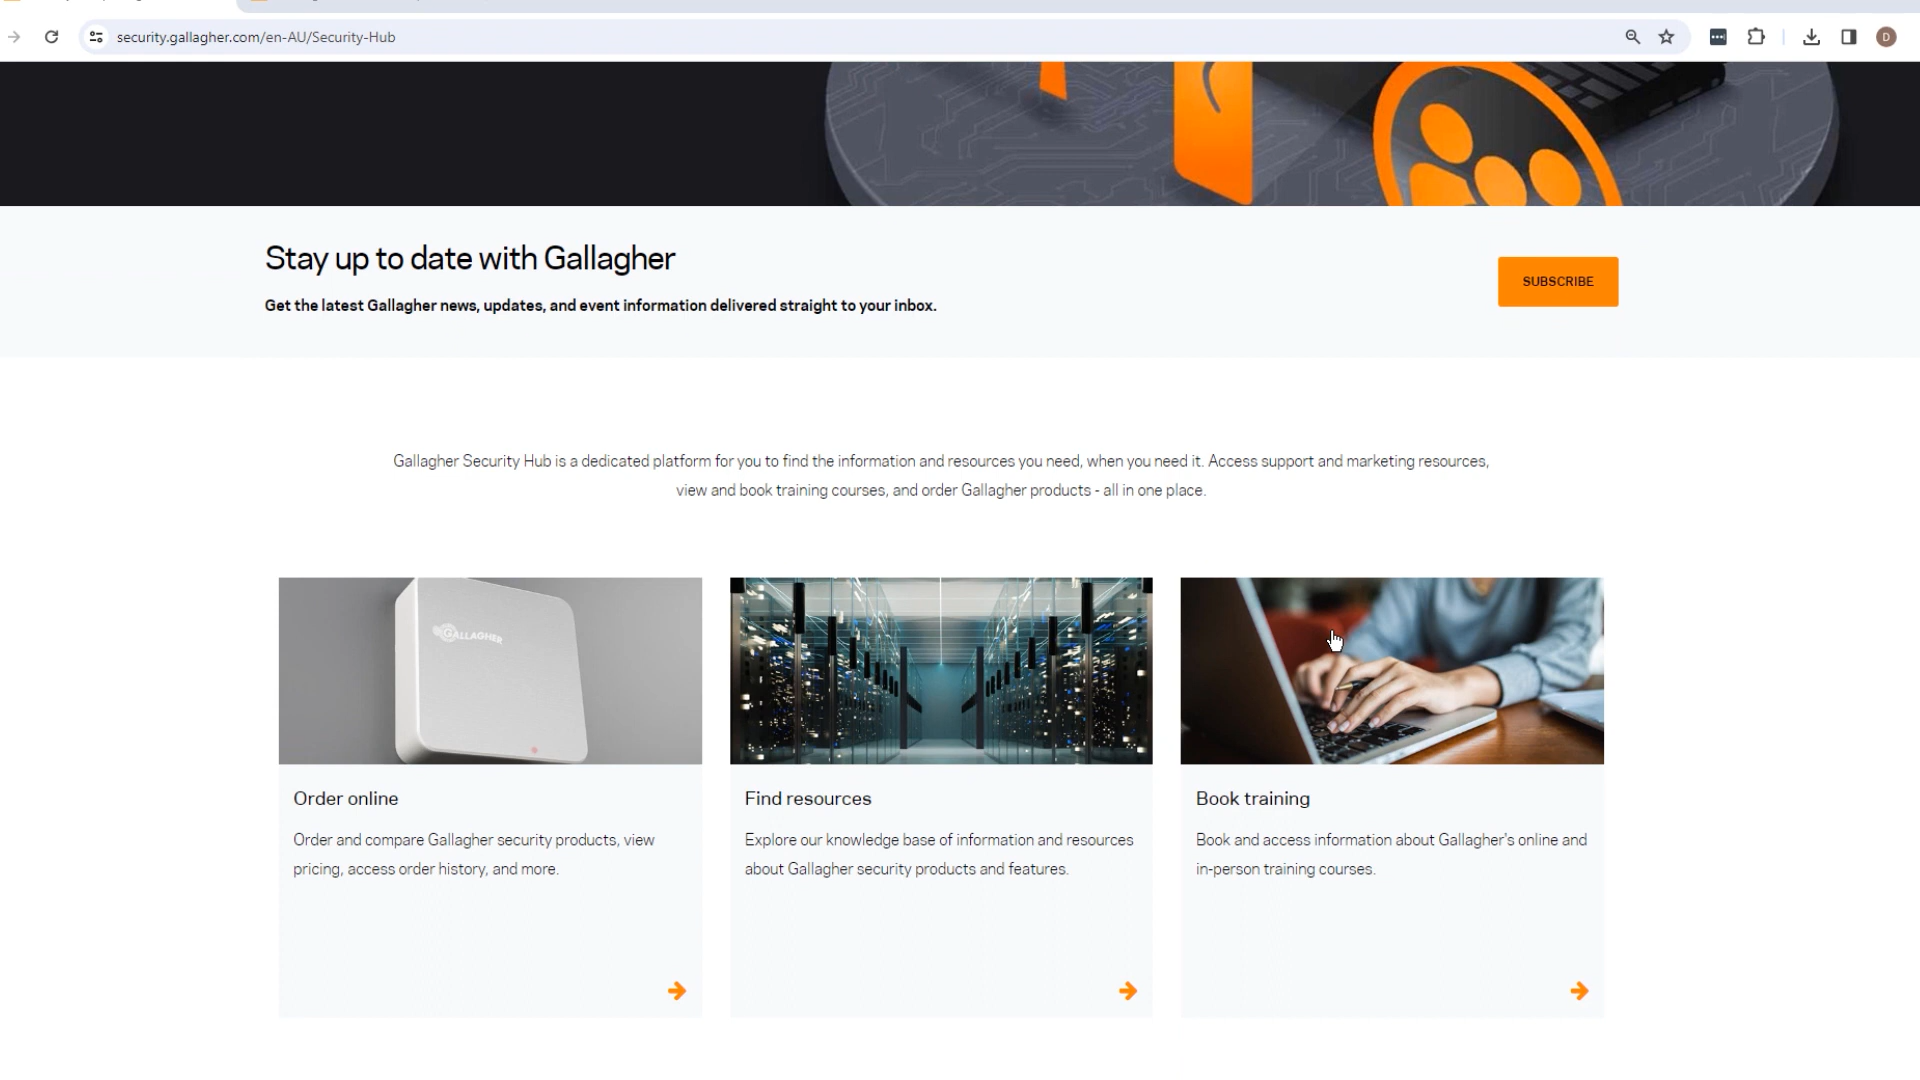 security.gallagher.com/en-AU/Security-Hub
D
Stay up to date with Gallagher
Get the latest Gallagher news, updates, and event information delivered straight to your inbox.
SUBSCRIBE
Gallagher Security Hub is a dedicated platform for you to find the information and resources you need, when you need it. Access support and marketing resources,
view and book training courses, and order Gallagher products - all in one place.
GALLAGHER
Order online
Order and compare Gallagher security products, view
pricing, access order history, and more.
Find resources
Explore our knowledge base of information and resources
about Gallagher security products and features.
Book training
Book and access information about Gallagher's online and
in-person training courses.